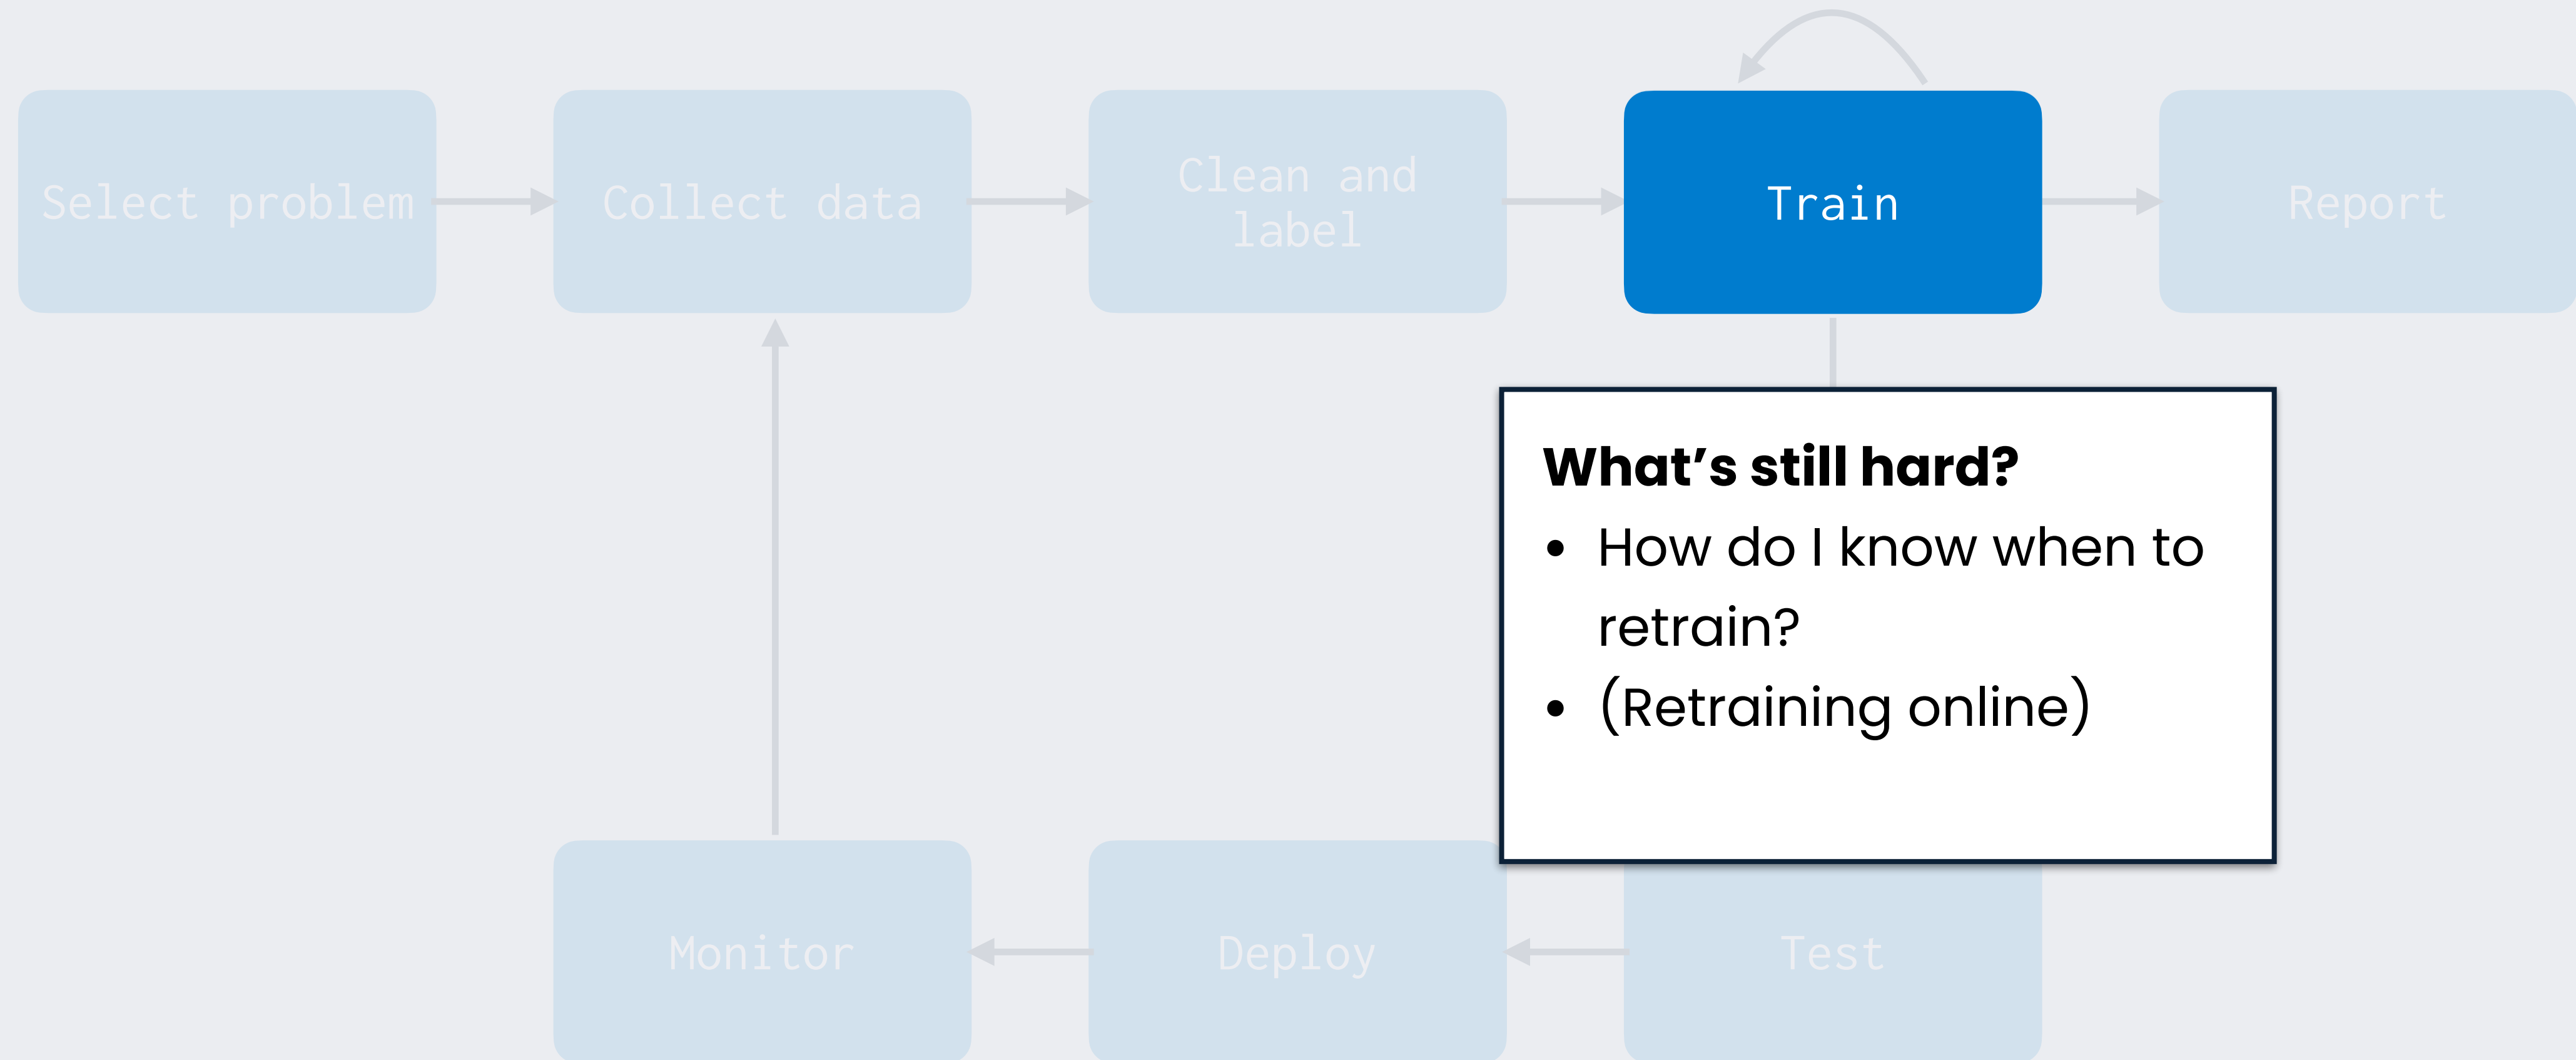 Select problem
Collect data
Clean and
label
Train
Report
What’s still hard?
• How do I know when to
retrain?
• (Retraining online)
Monitor
Deploy
Test